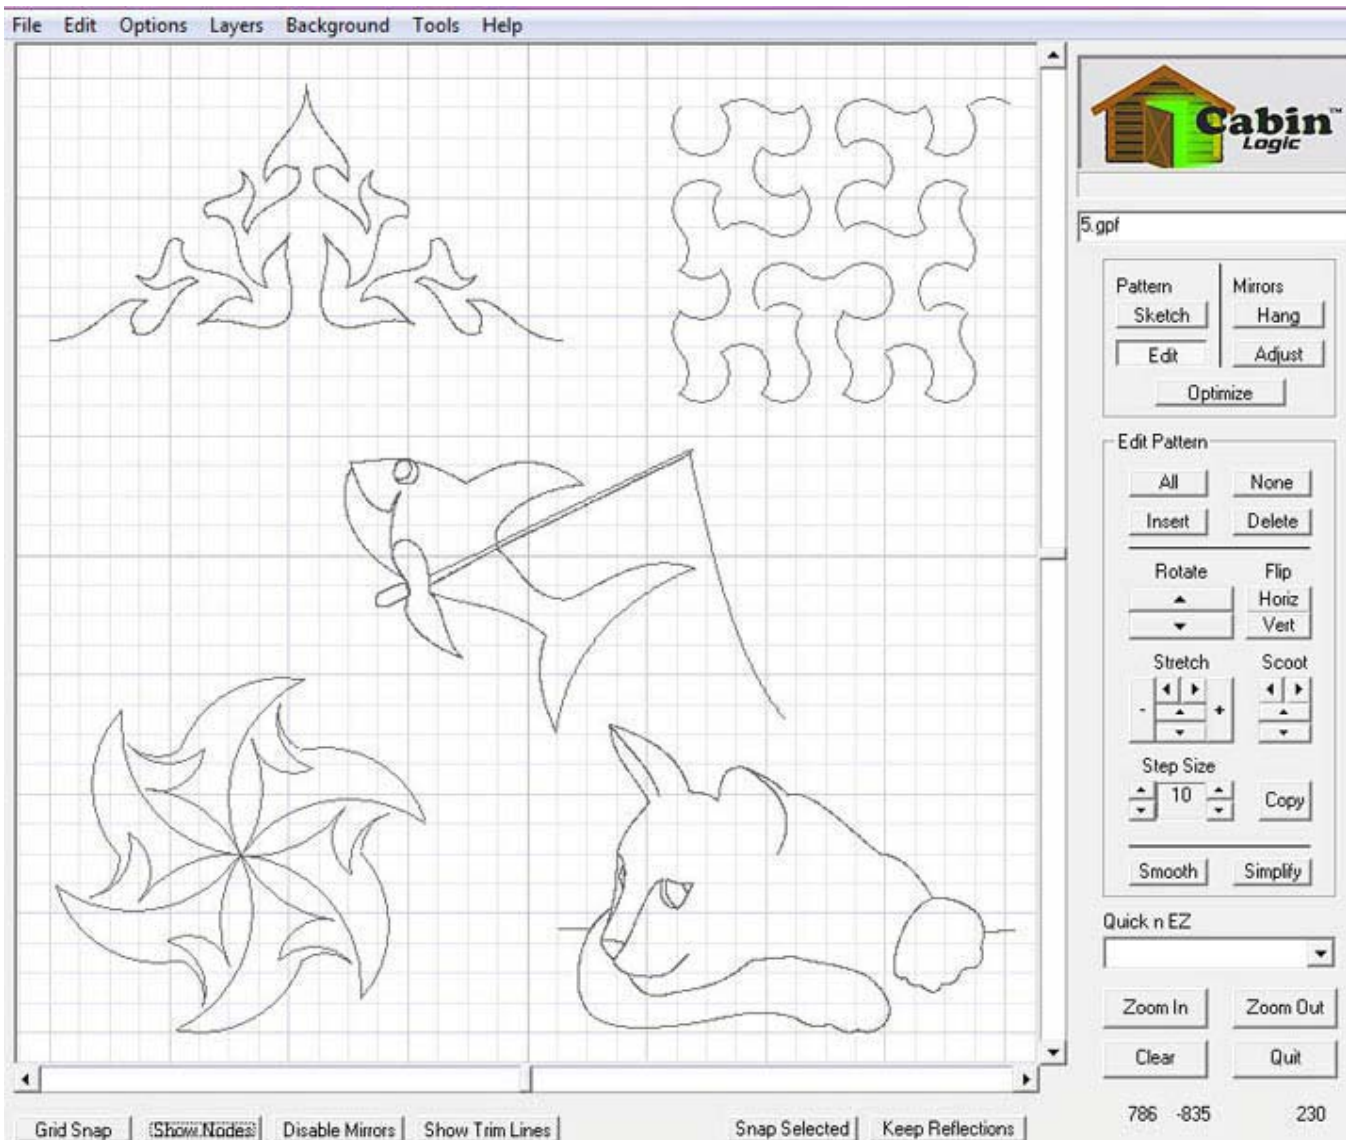 File Edit Options Layers Background Tools Help
Cabin™
Logic
5.gpf
Pattern Mirrors
Sketch Hang
Edit Adjust
Optimize
Edit Pattern
All None
Insert Delete
Rotate Flip
Horiz
Vert
Stretch Scoot
- +
Step Size
10 Copy
Smooth Simplify
Quick n EZ
Zoom In Zoom Out
Clear Quit
786 -835 230
Grid Snap Show Nodes Disable Mirrors Show Trim Lines Snap Selected Keep Reflections